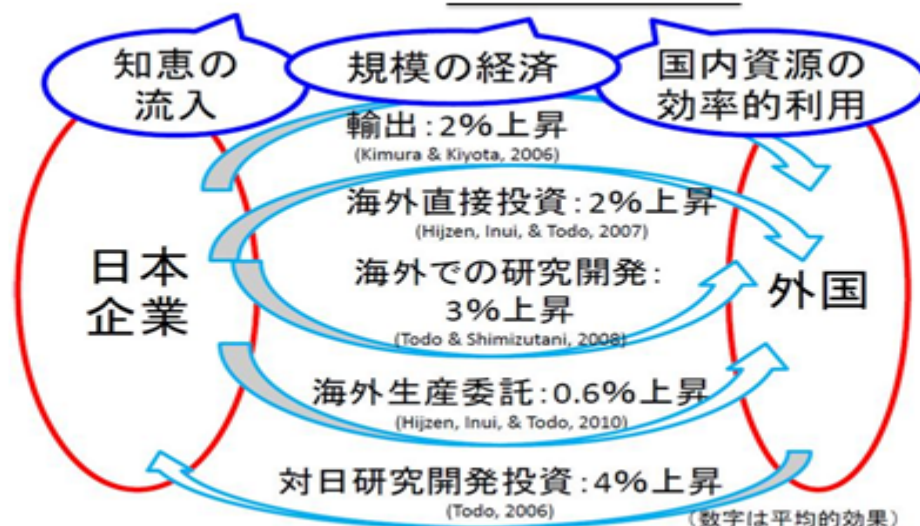 知恵の
流入
規模の経済
国内資源の
効率的利用
輸出:2%上昇
(Kimura & Kiyota, 2006)
海外直接投資:2%上昇
(Hijzen, Inui, & Todo, 2007)
日本
企業
海外での研究開発:
3%上昇
(Todo & Shimizutani, 2008)
外国
海外生産委託:0.6%上昇
(Hijzen, Inui, & Todo, 2010)
対日研究開発投資:4%上昇
(Todo, 2006)
(数字は平均的効果)